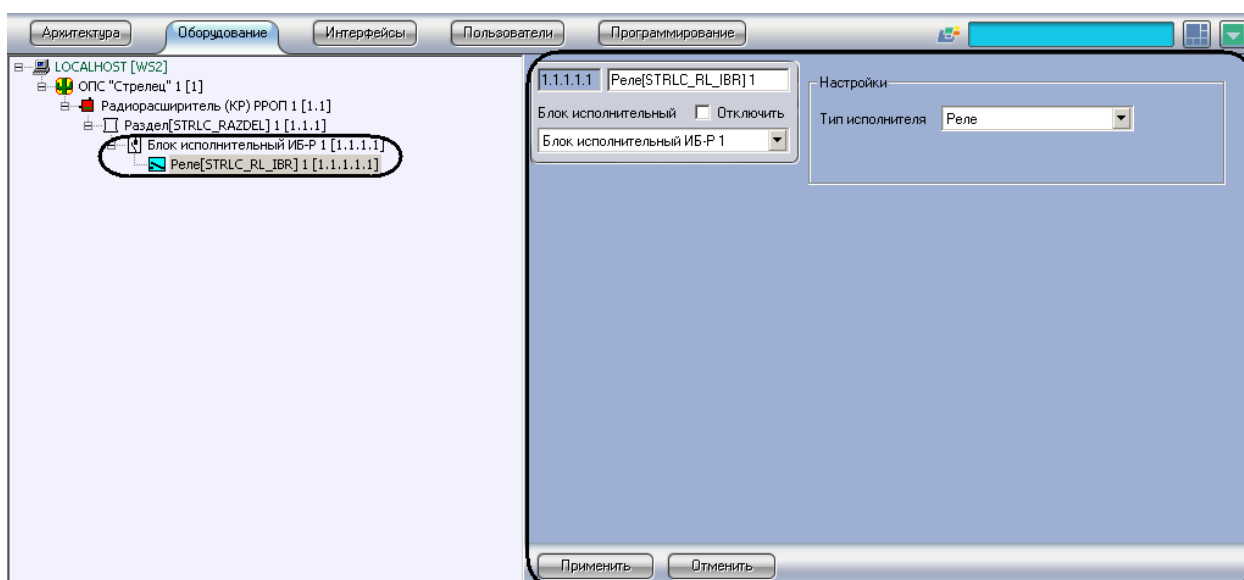 Архитектура Оборудование Интерфейсы Пользователи Программирование
LOCALHOST [WS2]
ОПС "Стрелец" 1 [1]
Радиорасширитель (КР) РРОП 1 [1.1]
Раздел[STRLC_RAZDEL] 1 [1.1.1]
Блок исполнительный ИБ-Р 1 [1.1.1.1]
Реле[STRLC_RL_IBR] 1 [1.1.1.1.1]
1.1.1.1.1 Реле[STRLC_RL_IBR] 1
Блок исполнительный Отключить
Блок исполнительный ИБ-Р 1
Настройки
Тип исполнителя Реле
Применить Отменить